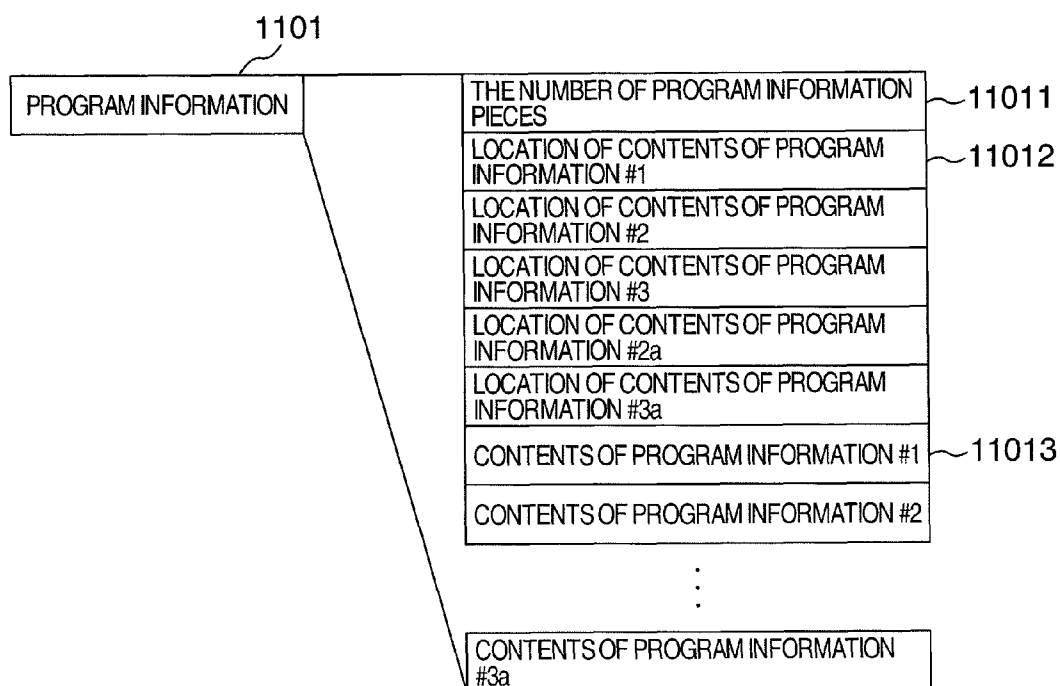 1101
PROGRAM INFORMATION
THE NUMBER OF PROGRAM INFORMATION
PIECES
11011
LOCATION OF CONTENTS OF PROGRAM
INFORMATION #1
11012
LOCATION OF CONTENTS OF PROGRAM
INFORMATION #2
LOCATION OF CONTENTS OF PROGRAM
INFORMATION #3
LOCATION OF CONTENTS OF PROGRAM
INFORMATION #2a
LOCATION OF CONTENTS OF PROGRAM
INFORMATION #3a
CONTENTS OF PROGRAM INFORMATION #1
11013
CONTENTS OF PROGRAM INFORMATION #2
CONTENTS OF PROGRAM INFORMATION
#3a